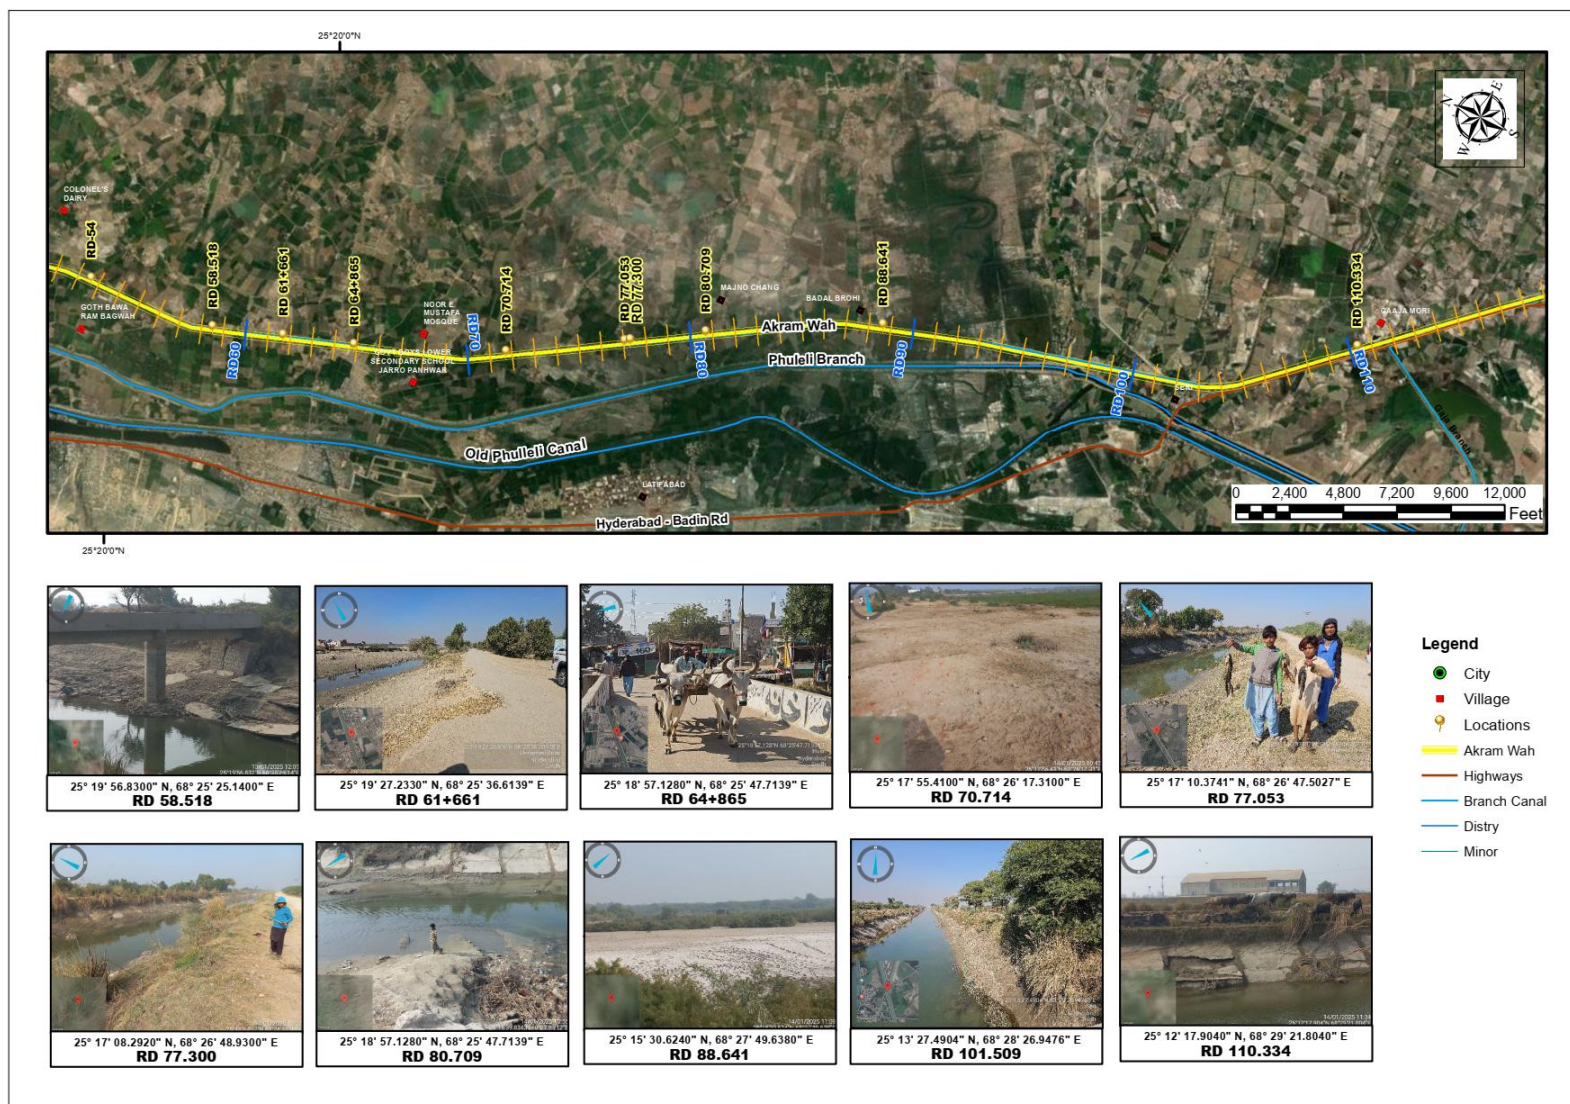 25°20'0"N
N
E
W
S
COLONEL'S
DAIRY
RD-54
RD 58.518
RD 61+661
RD 64+865
RD 70.714
RD 77.053
RD 77.300
RD 80.709
RD 88.641
RD 110.334
GOTH BAWA
RAM BAGWAH
NOOR E
MUSTAFA
MOSQUE
MAJNO CHANG
BADAL BROHI
GAAJA MORI
Akram Wah
RD60
RD70
RD80
RD90
RD100
RD110
SECONDARY SCHOOL
JARRO PANHWAR
Phuleli Branch
SERI
Old Phulleli Canal
Gaja Branch
LATIFABAD
Hyderabad - Badin Rd
0 2,400 4,800 7,200 9,600 12,000
Feet
25°20'0"N
25° 19' 56.8300" N, 68° 25' 25.1400" E
RD 58.518
25° 19' 27.2330" N, 68° 25' 36.6139" E
RD 61+661
25° 18' 57.1280" N, 68° 25' 47.7139" E
RD 64+865
25° 17' 55.4100" N, 68° 26' 17.3100" E
RD 70.714
25° 17' 10.3741" N, 68° 26' 47.5027" E
RD 77.053
Legend
City
Village
Locations
Akram Wah
Highways
Branch Canal
Distry
Minor
25° 17' 08.2920" N, 68° 26' 48.9300" E
RD 77.300
25° 18' 57.1280" N, 68° 25' 47.7139" E
RD 80.709
25° 15' 30.6240" N, 68° 27' 49.6380" E
RD 88.641
25° 13' 27.4904" N, 68° 28' 26.9476" E
RD 101.509
25° 12' 17.9040" N, 68° 29' 21.8040" E
RD 110.334